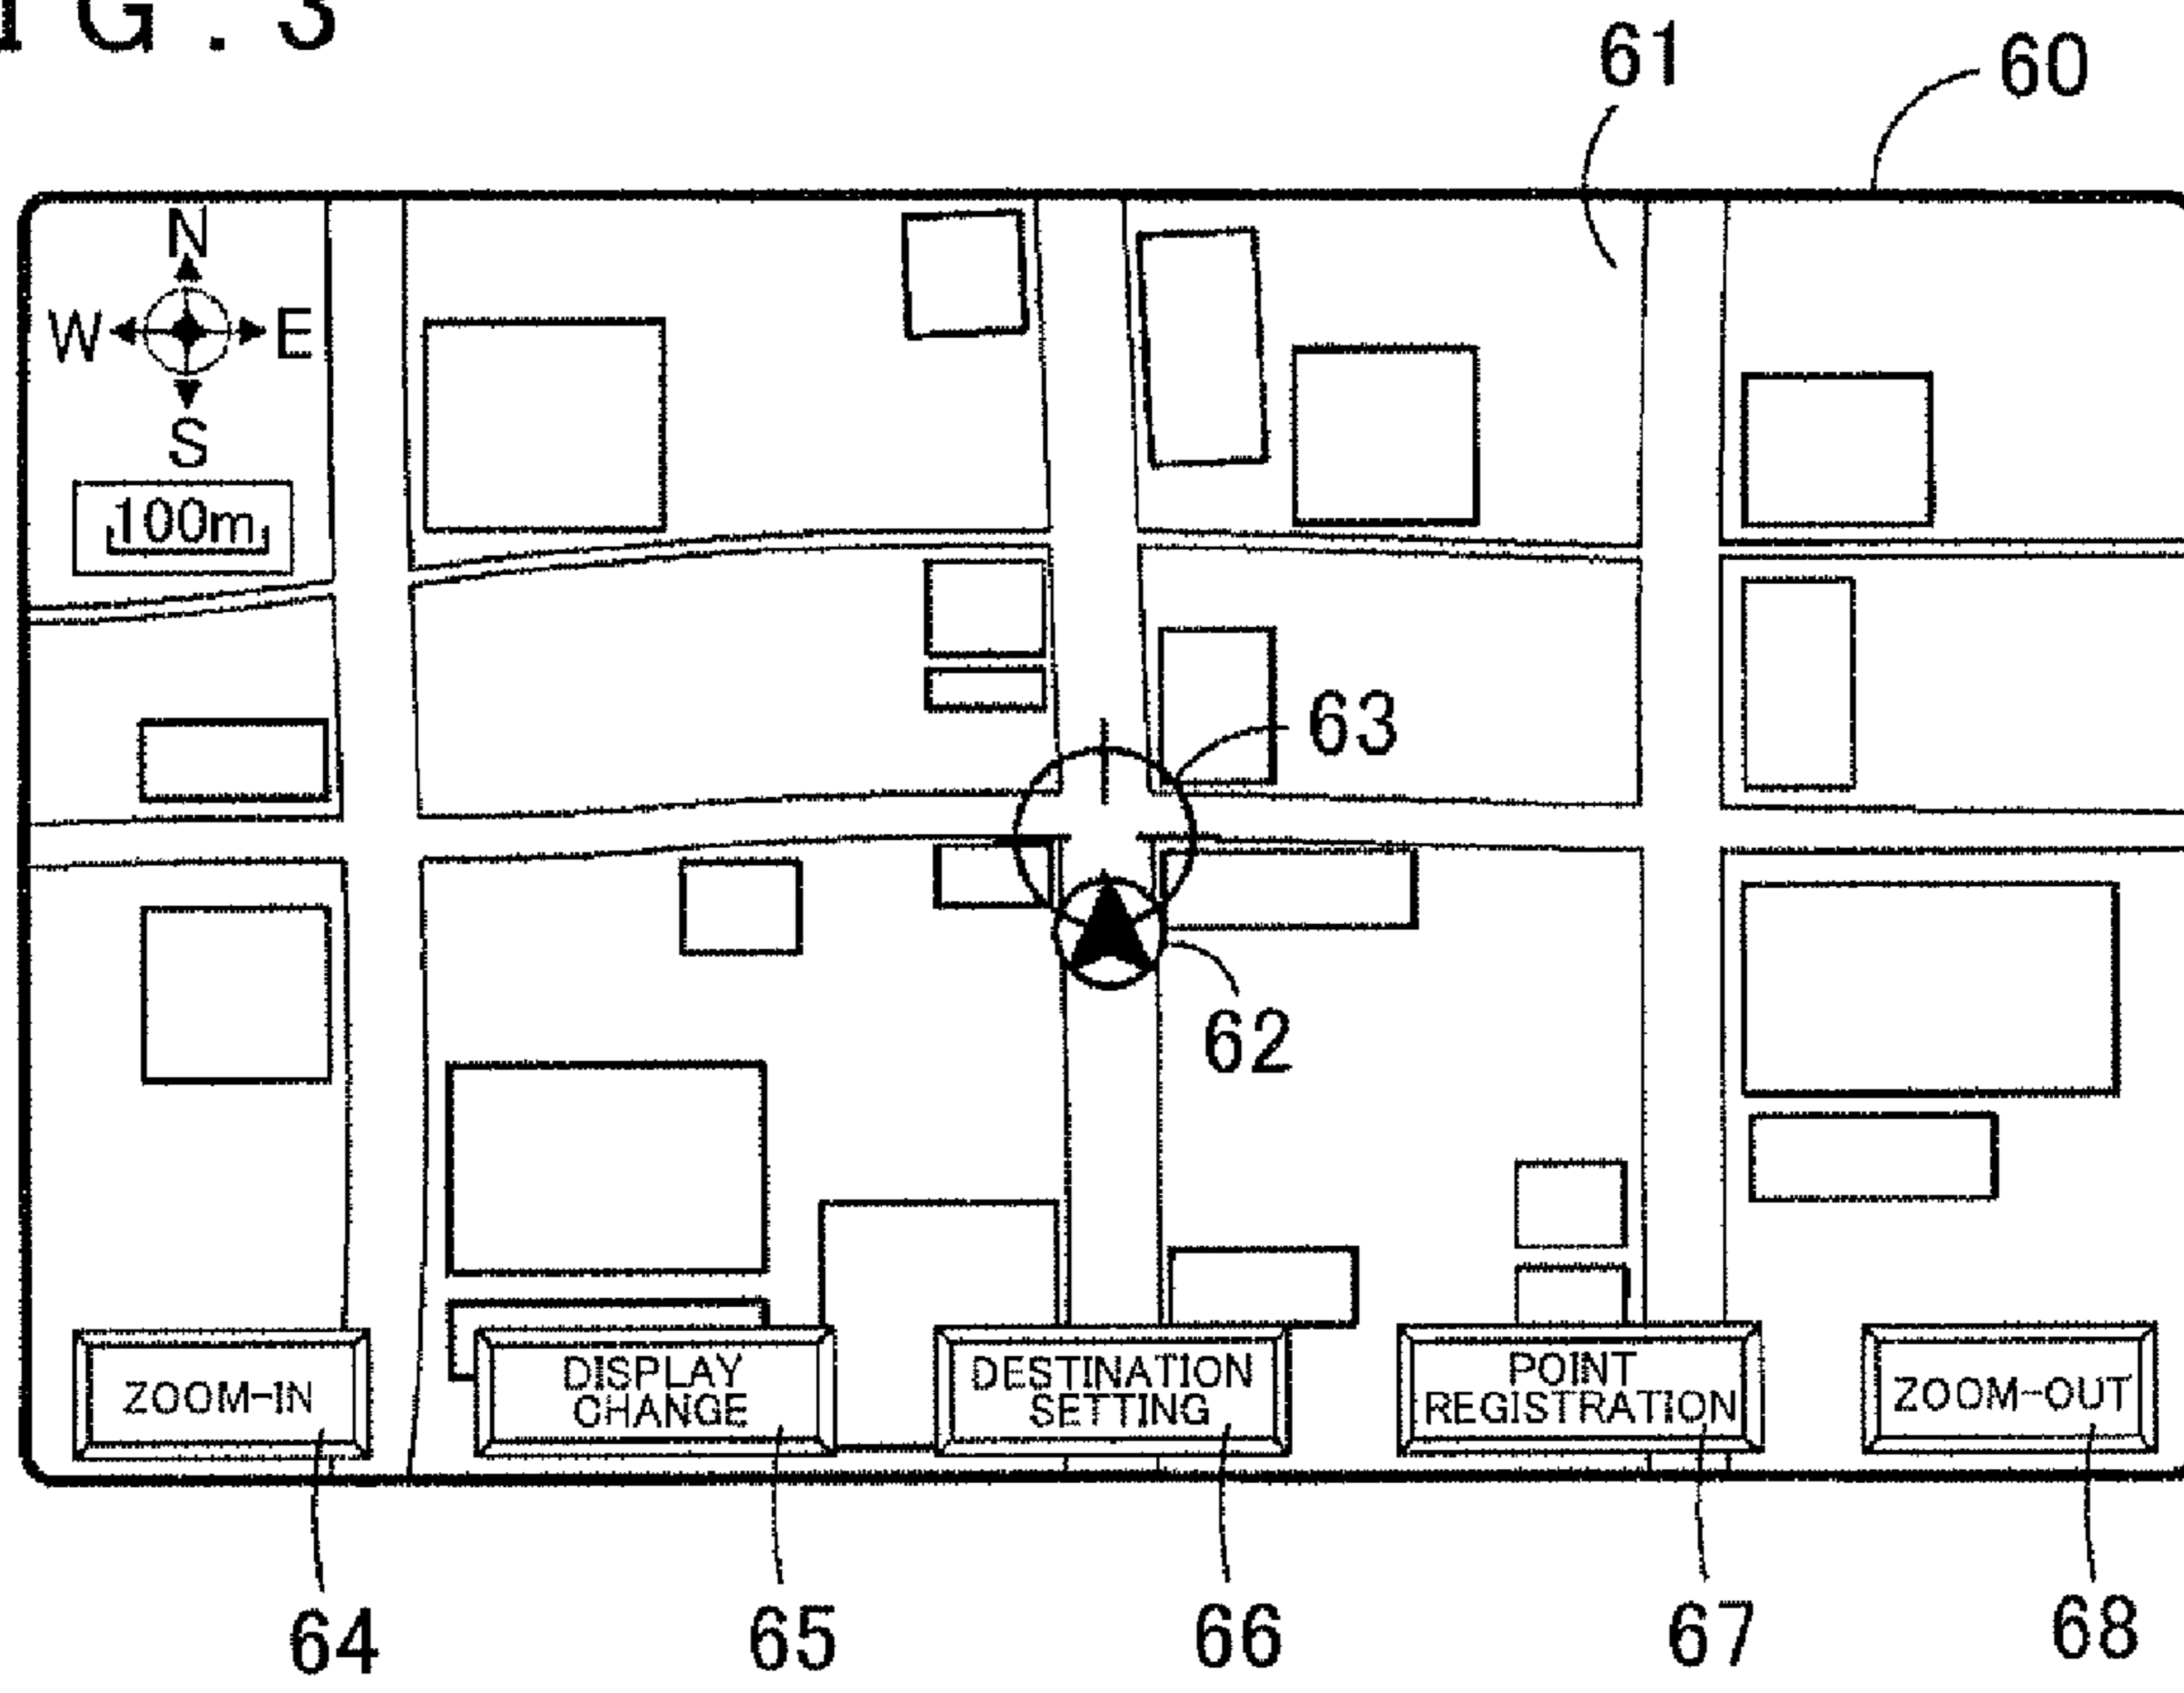 IG.3
61
60
N
W E
S
100m
63
62
ZOOM-IN
DISPLAY
CHANGE
DESTINATION
SETTING
POINT
REGISTRATION
ZOOM-OUT
64
65
66
67
68